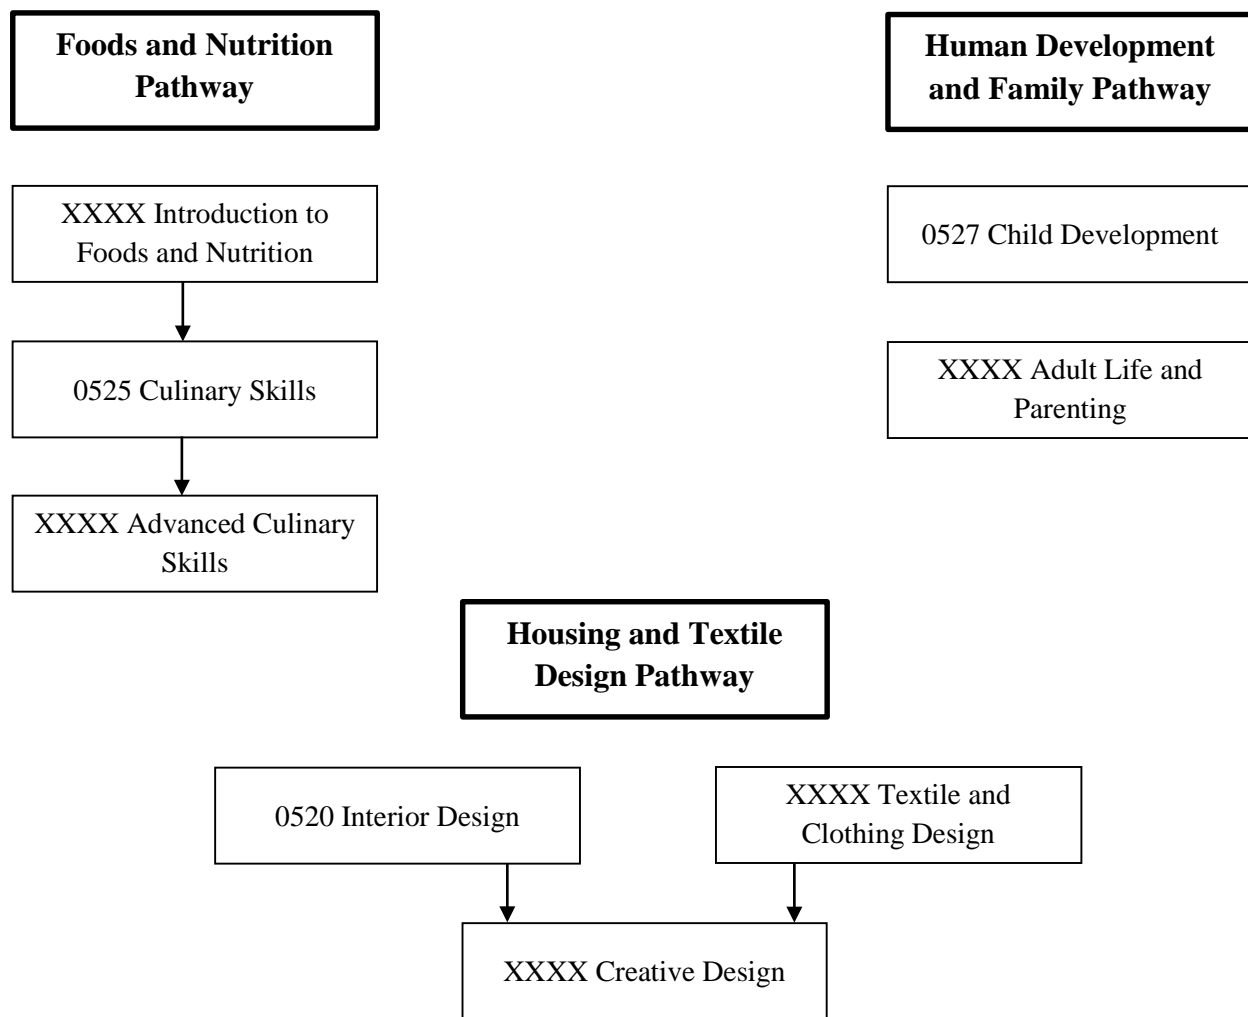 Foods and Nutrition
Pathway
Human Development
and Family Pathway
XXXX Introduction to
Foods and Nutrition
0527 Child Development
0525 Culinary Skills
XXXX Adult Life and
Parenting
XXXX Advanced Culinary
Skills
Housing and Textile
Design Pathway
0520 Interior Design
XXXX Textile and
Clothing Design
XXXX Creative Design